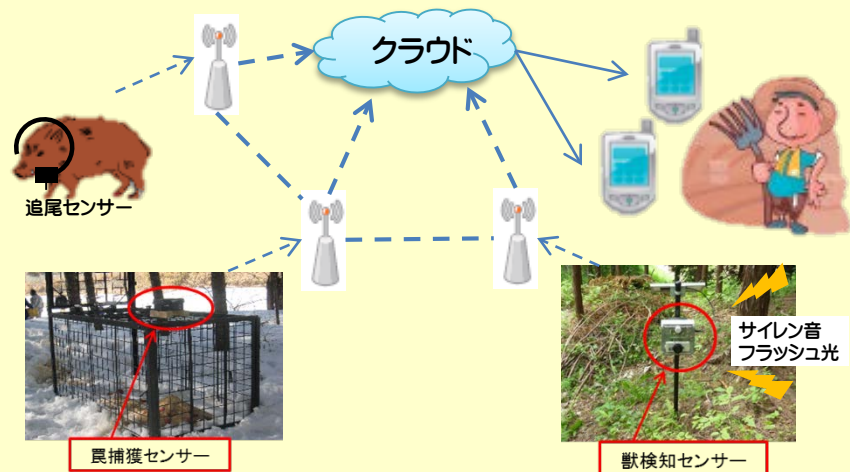 クラウド
追尾センサー
サイレン音
フラッシュ光
罠捕獲センサー
獣検知センサー